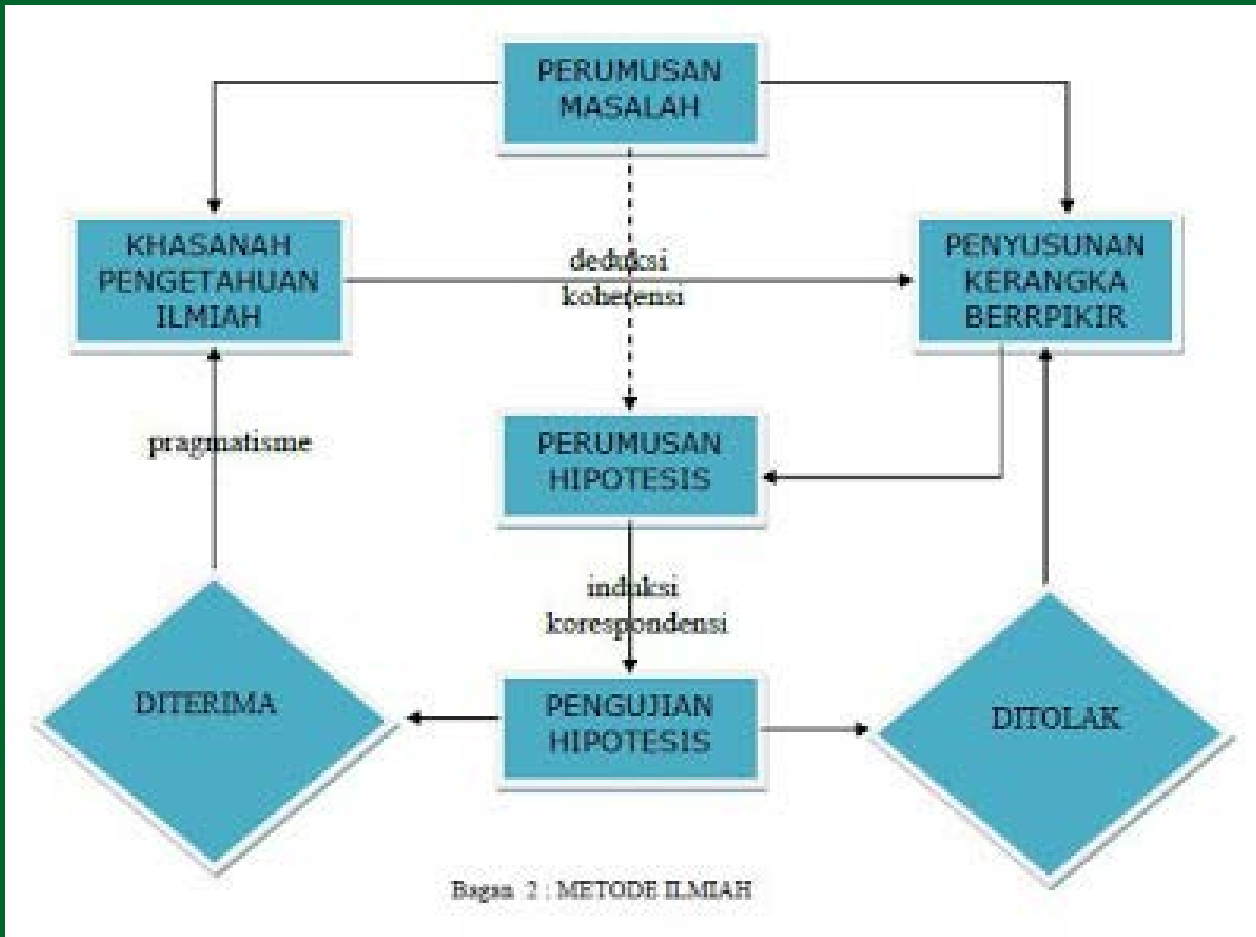 PERUMUSAN
MASALAH
KHASANAH
PENGETAHUAN
ILMIAH
deduksi
koherensi
PENYUSUNAN
KERANGKA
BERRPIKIR
pragmatisme
PERUMUSAN
HIPOTESIS
induksi
korespondensi
DITERIMA
PENGUJIAN
HIPOTESIS
DITOLAK
Bagan 2 : METODE ILMIAH